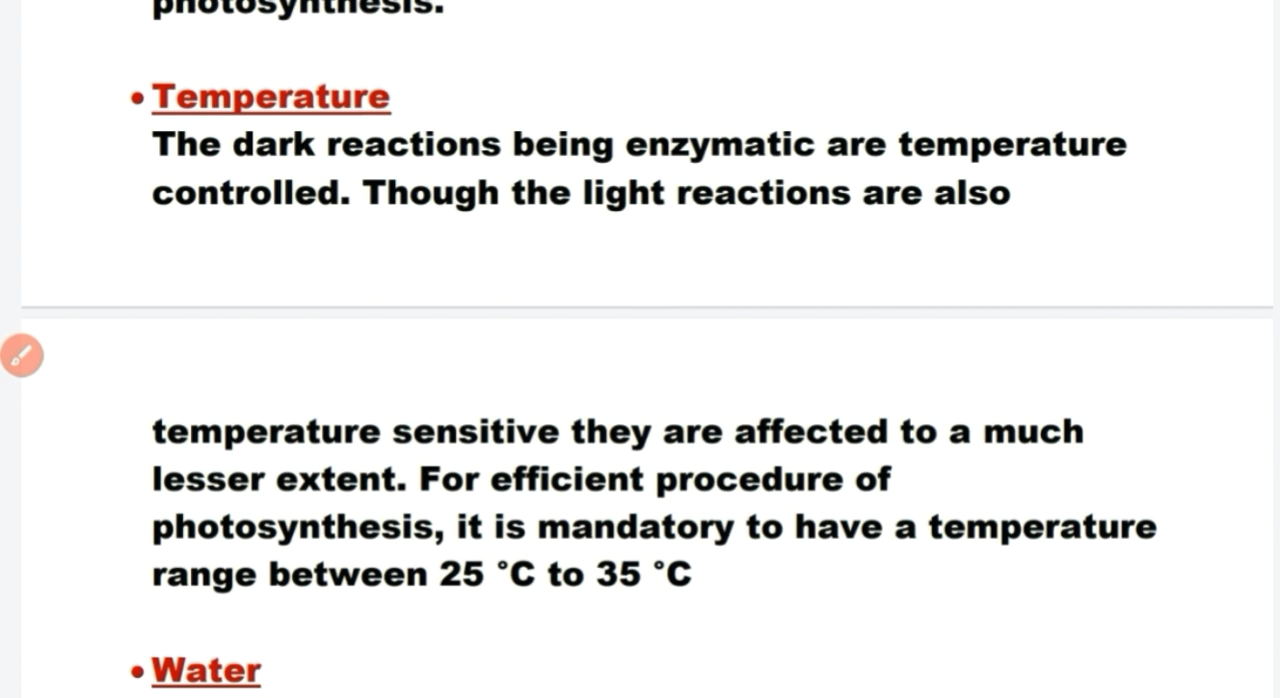 photosynthesis.
• Temperature
The dark reactions being enzymatic are temperature
controlled. Though the light reactions are also
temperature sensitive they are affected to a much
lesser extent. For efficient procedure of
photosynthesis, it is mandatory to have a temperature
range between 25 °C to 35 °C
• Water